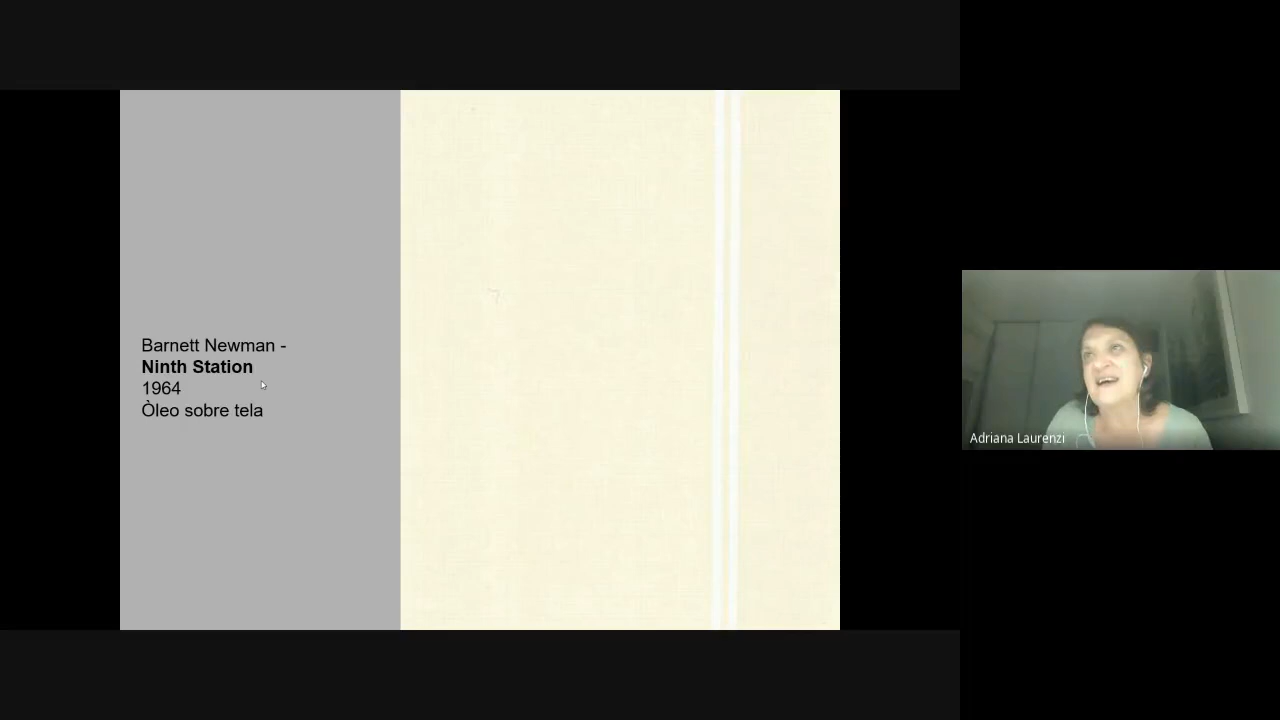 Barnett Newman -
Ninth Station
1964
Òleo sobre tela
Adriana Laurenzi